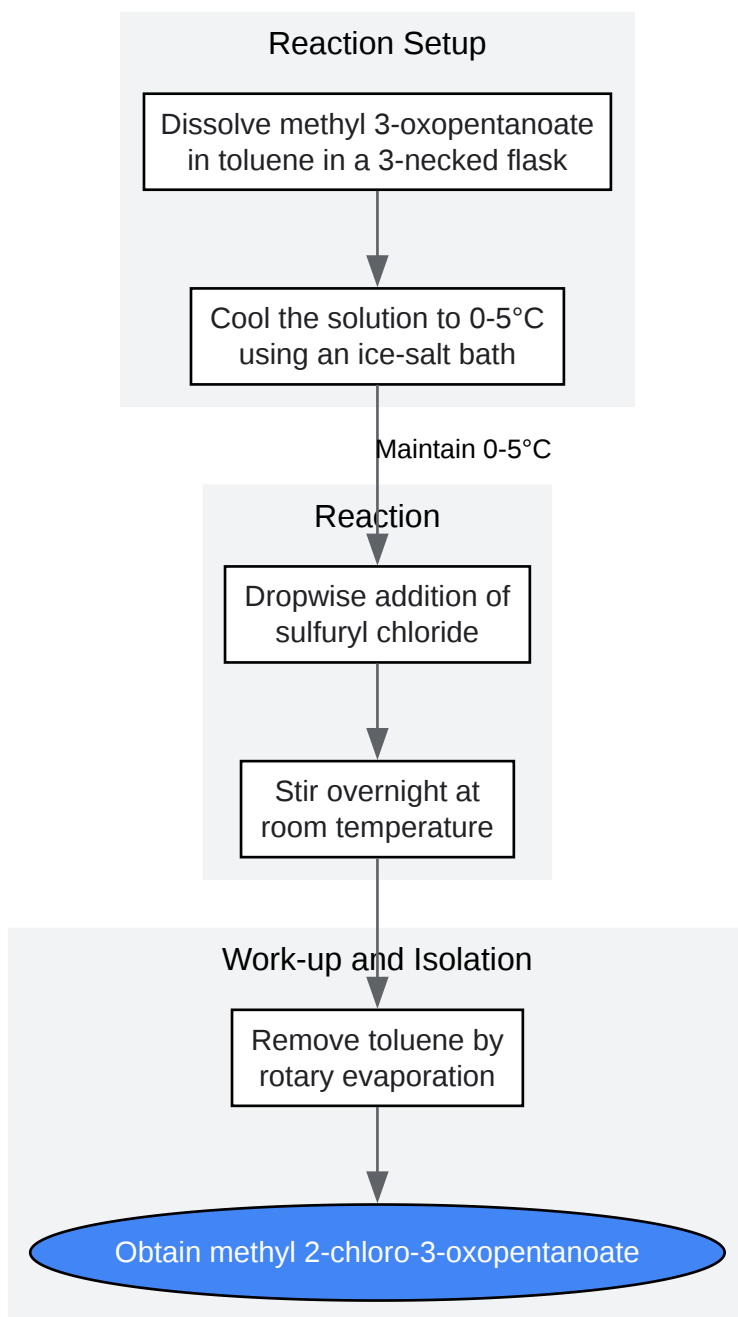 Reaction Setup
Dissolve methyl 3-oxopentanoate
in toluene in a 3-necked flask
Cool the solution to 0-5°C
using an ice-salt bath
Maintain 0-5°C
Reaction
Dropwise addition of
sulfuryl chloride
Stir overnight at
room temperature
Work-up and Isolation
Remove toluene by
rotary evaporation
Obtain methyl 2-chloro-3-oxopentanoate